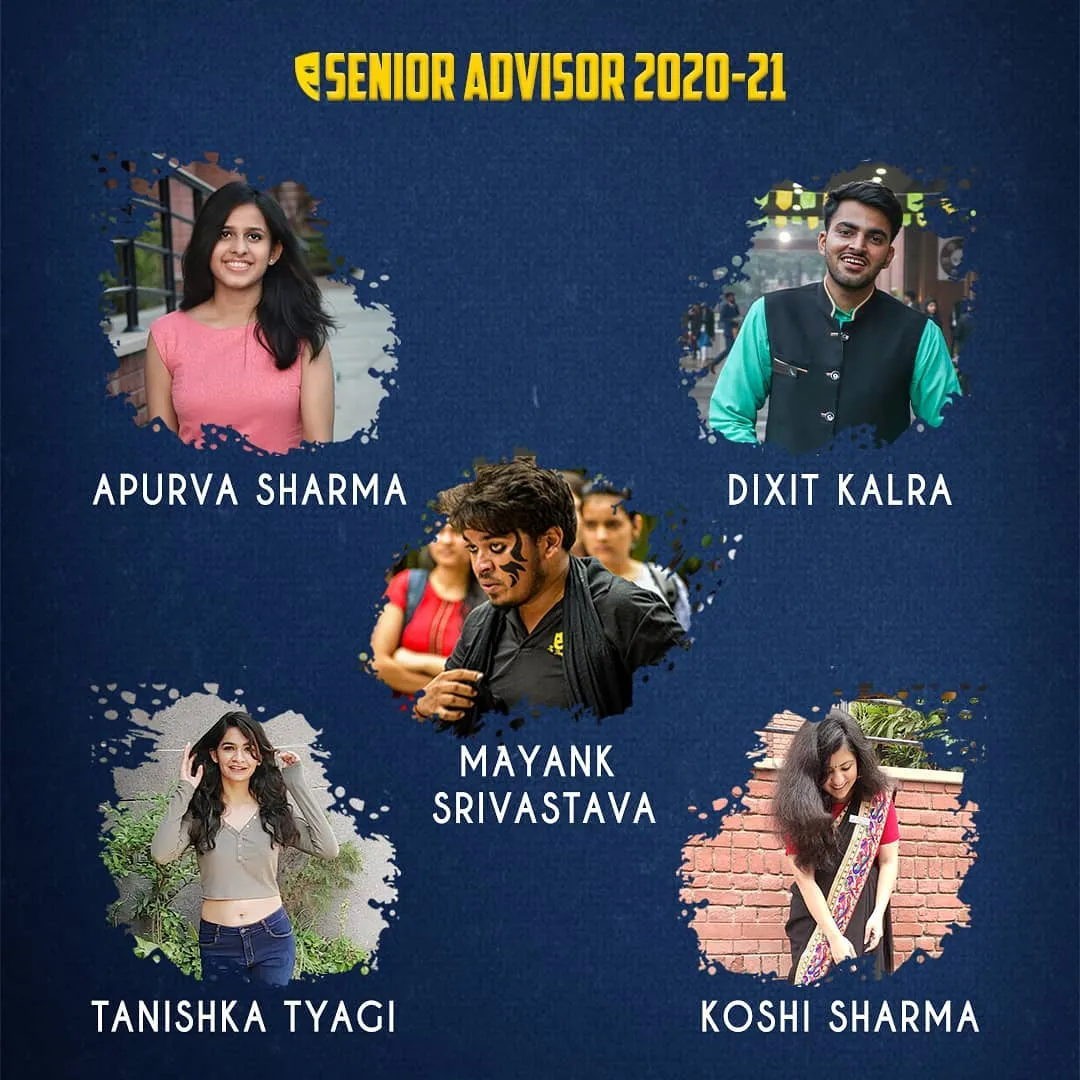 SENIOR ADVISOR 2020-21
APURVA SHARMA
DIXIT KALRA
MAYANK
SRIVASTAVA
TANISHKA TYAGI
KOSHI SHARMA